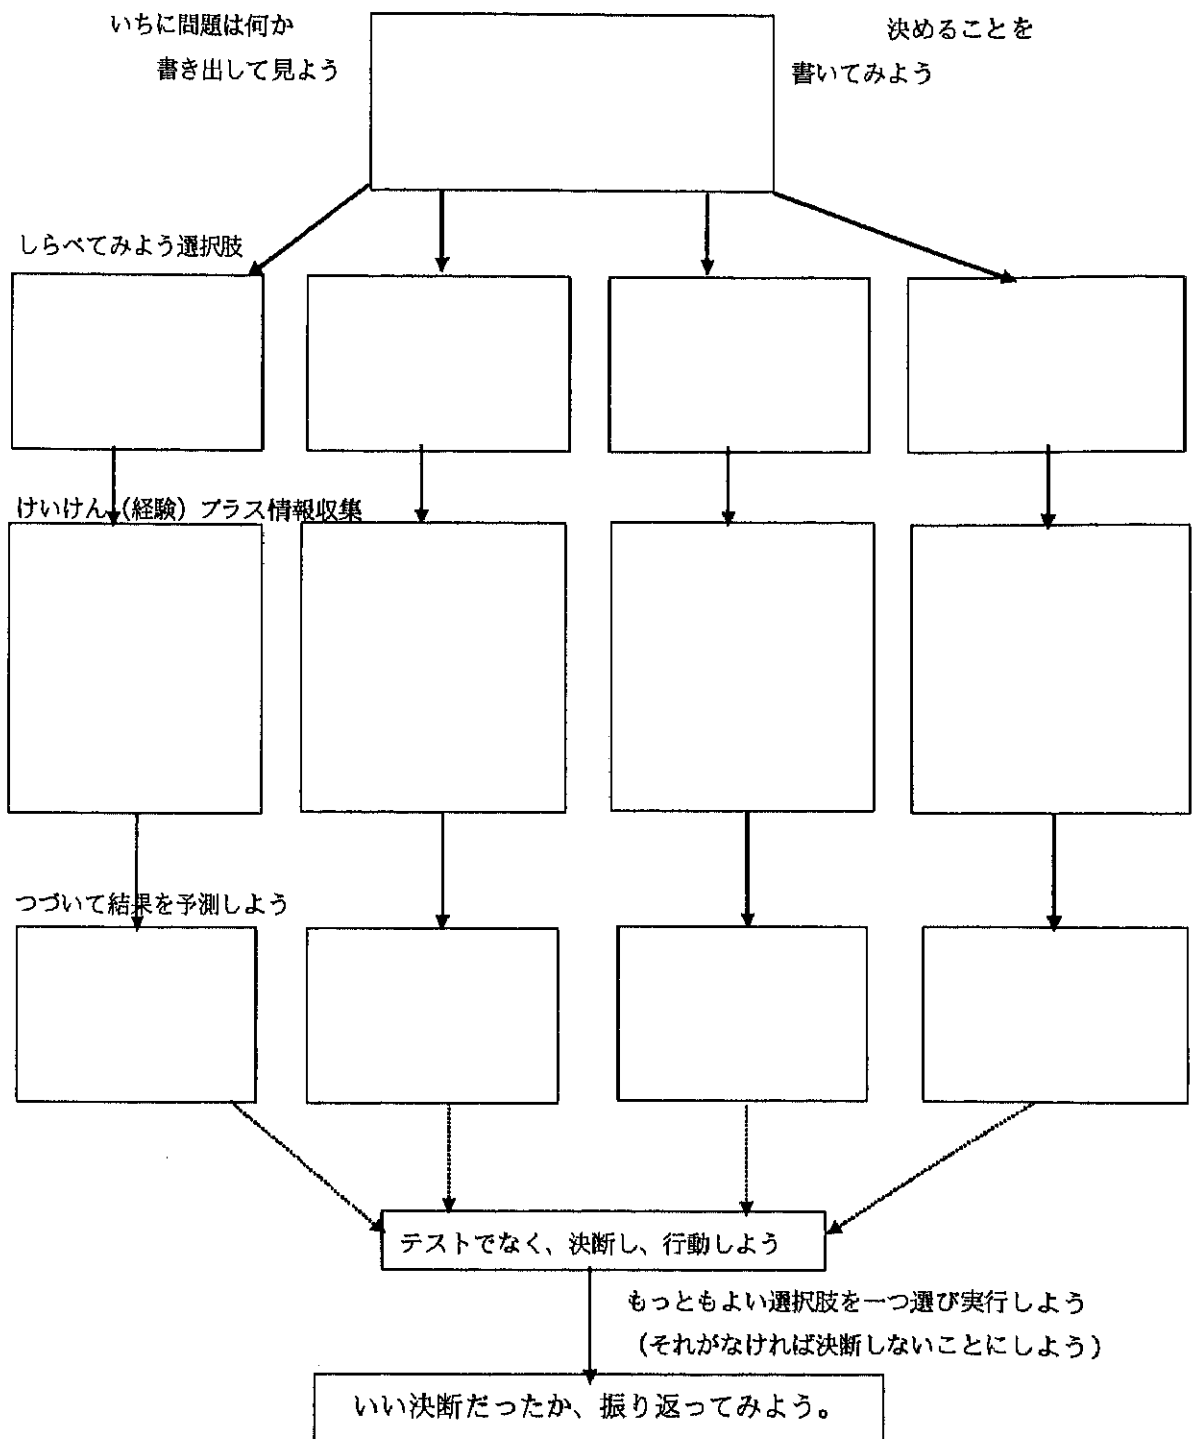 いちに問題は何か
書き出して見よう
決めることを
書いてみよう
しらべてみよう選択肢
けいけん（経験）プラス情報収集
つづいて結果を予測しよう
テストでなく、決断し、行動しよう
もっともよい選択肢を一つ選び実行しよう
（それがなければ決断しないことにしよう）
いい決断だったか、振り返ってみよう。